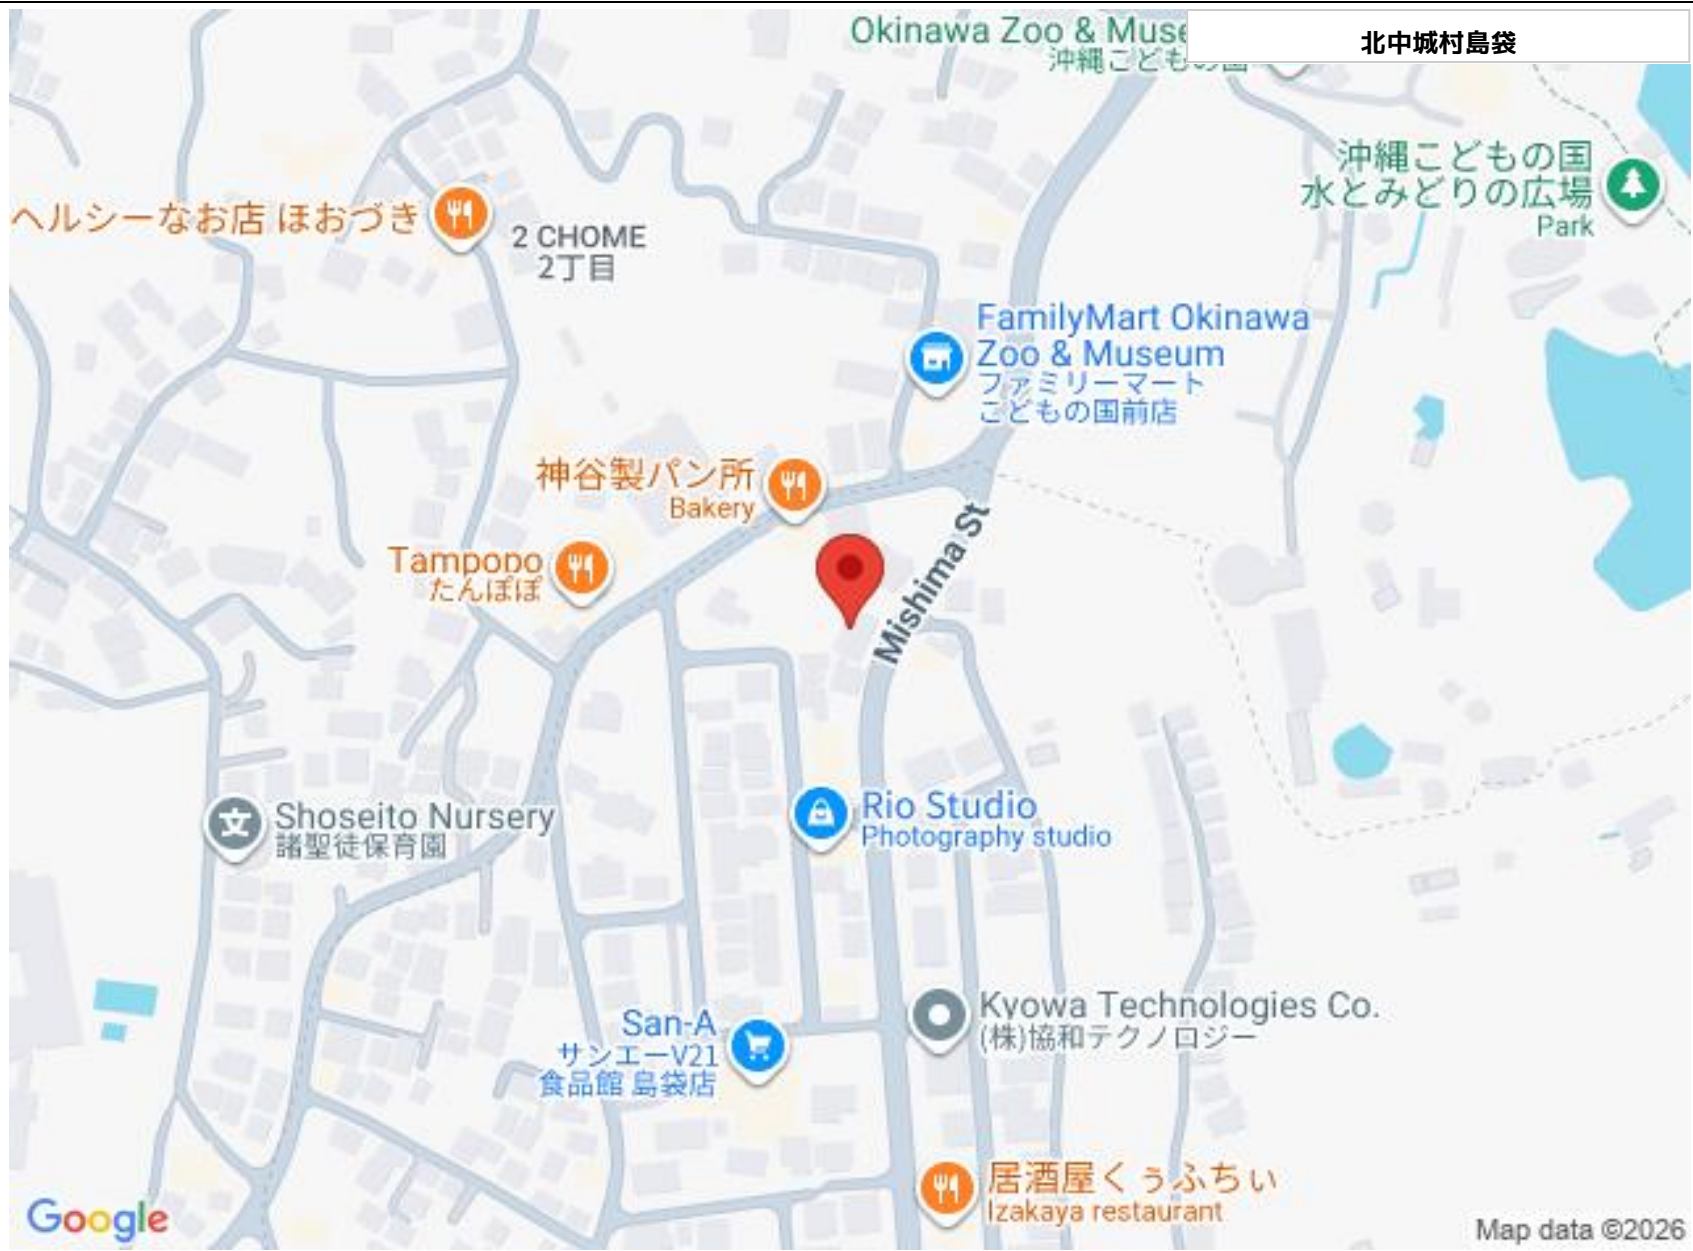 Okinawa Zoo & Muse
沖縄こどもの国
北中城村島袋
沖縄こどもの国
水とみどりの広場
Park
ヘルシーなお店 ほおづき
2 CHOME
2丁目
FamilyMart Okinawa
Zoo & Museum
ファミリーマート
こどもの国前店
神谷製パン所
Bakery
Mishima St
Tampopo
たんぽぽ
Rio Studio
Photography studio
Shoseito Nursery
諸聖徒保育園
Kyowa Technologies Co.
(株)協和テクノロジー
San-A
サンエーV21
食品館 島袋店
居酒屋くぅふちぃ
Izakaya restaurant
Google
Map data ©2026